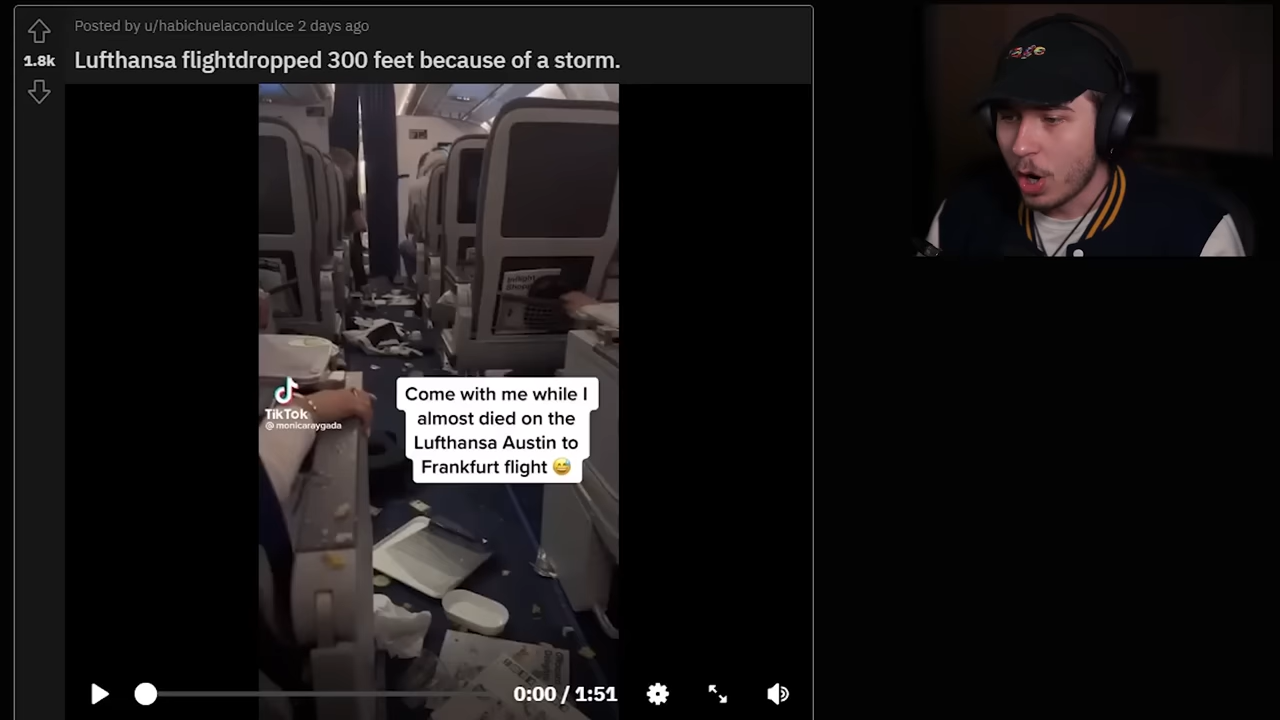 Posted by u/habichuelacondulce 2 days ago
1.8k
Lufthansa flightdropped 300 feet because of a storm.
Come with me while I
almost died on the
Lufthansa Austin to
Frankfurt flight 😅
TikTok
@ monicaraygada
0:00 / 1:51